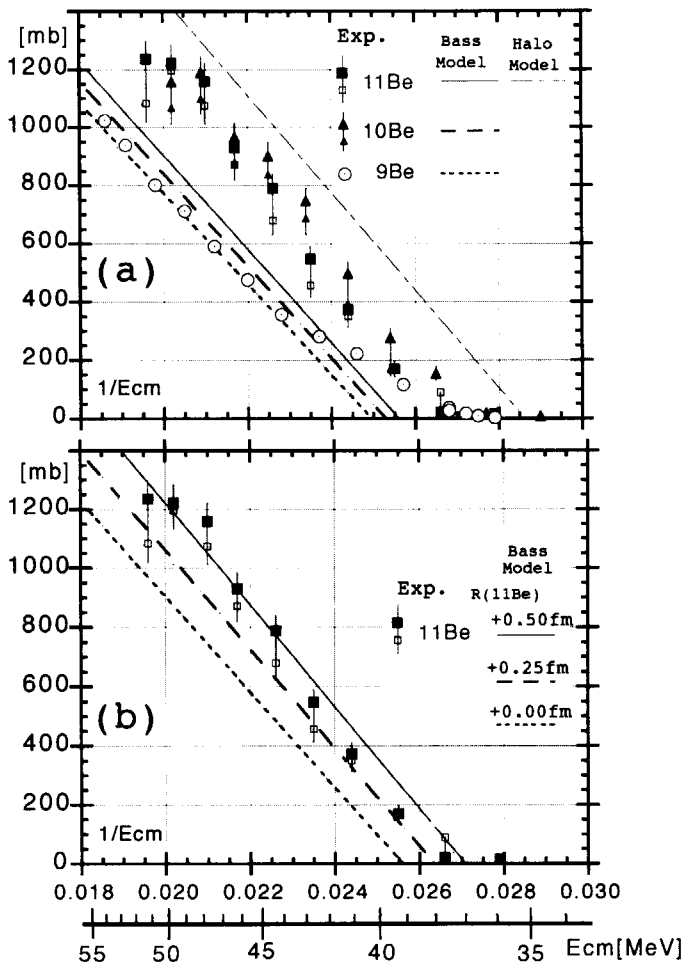 [mb]
1200
1000
800
600
400
200
0
Exp.
Bass Model
Halo Model
11Be
10Be
9Be
(a)
1/Ecm
[mb]
1200
1000
800
600
400
200
0
Exp.
11Be
Bass
Model
R(11Be)
+0.50fm
+0.25fm
+0.00fm
(b)
1/Ecm
0.018 0.020 0.022 0.024 0.026 0.028 0.030
55 50 45 40 35 Ecm[MeV]